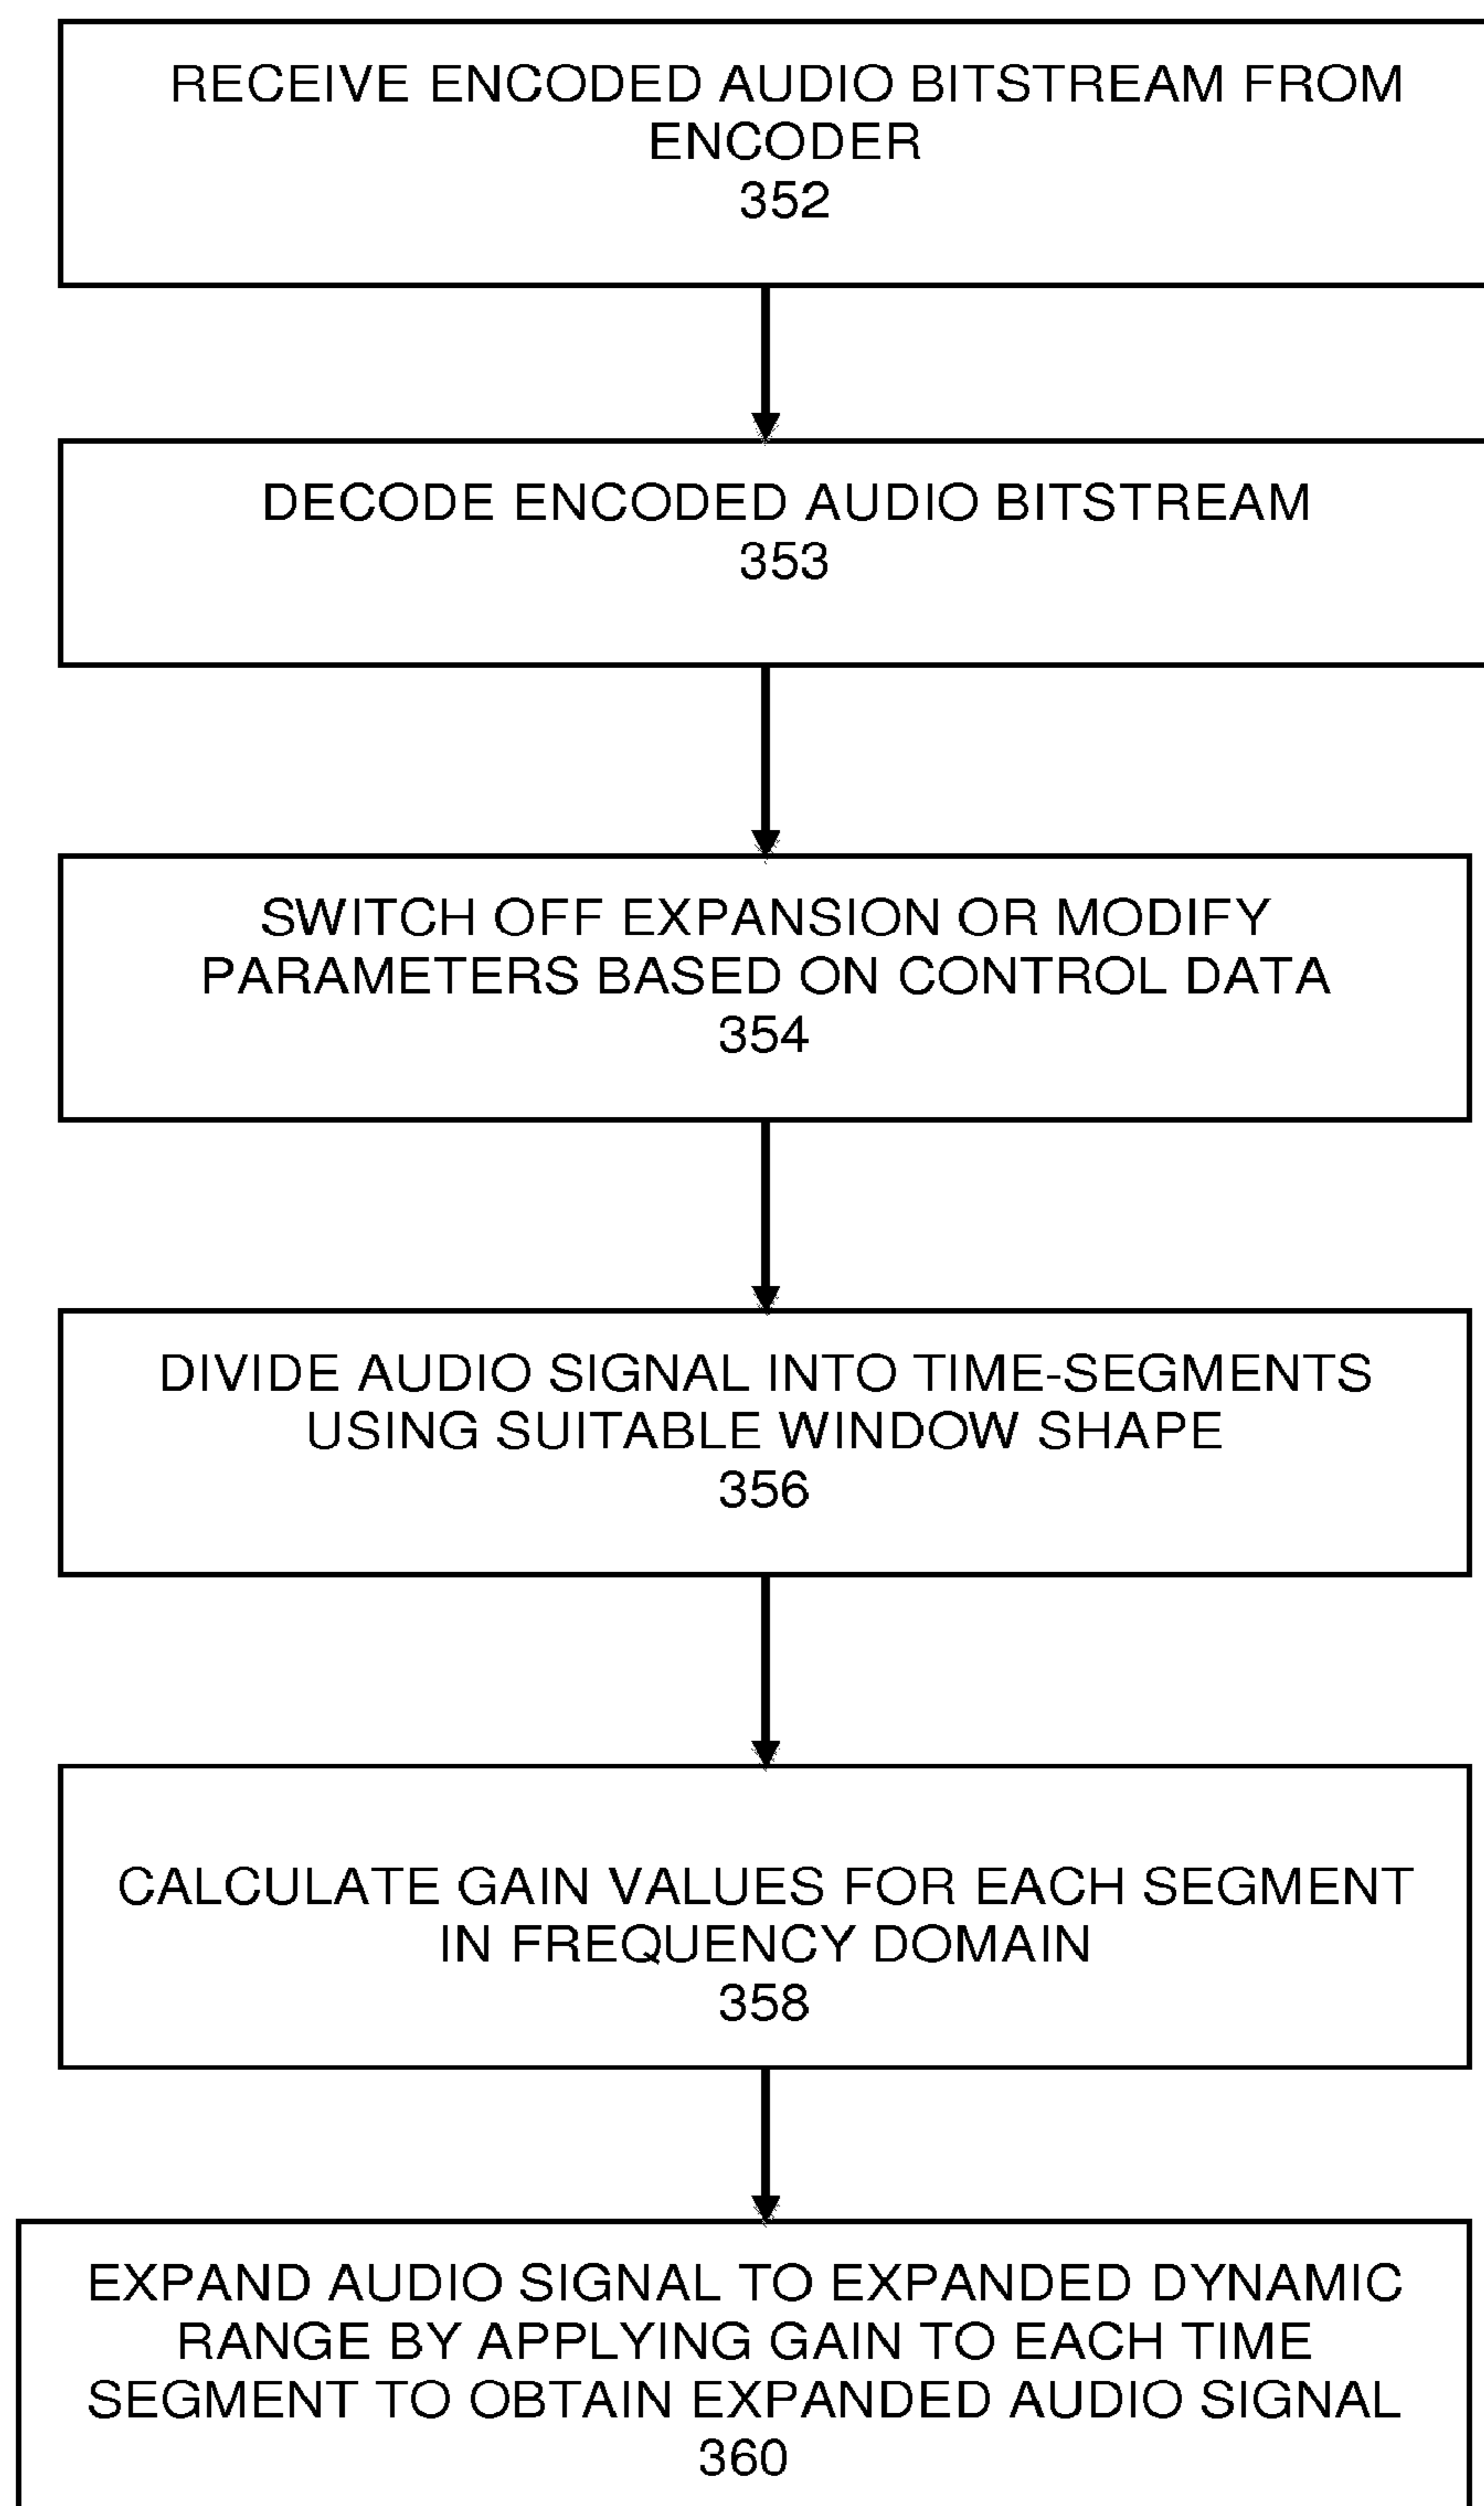 RECEIVE ENCODED AUDIO BITSTREAM FROM
ENCODER
352
DECODE ENCODED AUDIO BITSTREAM
353
SWITCH OFF EXPANSION OR MODIFY
PARAMETERS BASED ON CONTROL DATA
354
DIVIDE AUDIO SIGNAL INTO TIME-SEGMENTS
USING SUITABLE WINDOW SHAPE
356
CALCULATE GAIN VALUES FOR EACH SEGMENT
IN FREQUENCY DOMAIN
358
EXPAND AUDIO SIGNAL TO EXPANDED DYNAMIC
RANGE BY APPLYING GAIN TO EACH TIME
SEGMENT TO OBTAIN EXPANDED AUDIO SIGNAL
360